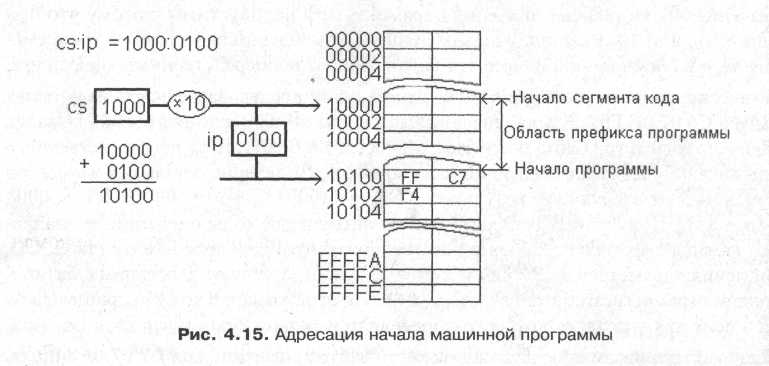 cs:ip =1000:0100
00000
00002
00004
cs 1000 ×10
10000
10002
10004
Начало сегмента кода
Область префикса программы
ip 0100
10000
+ 0100
10100
Начало программы
10100 FF C7
10102 F4
10104
FFFFA
FFFFC
FFFFE
Рис. 4.15. Адресация начала машинной программы